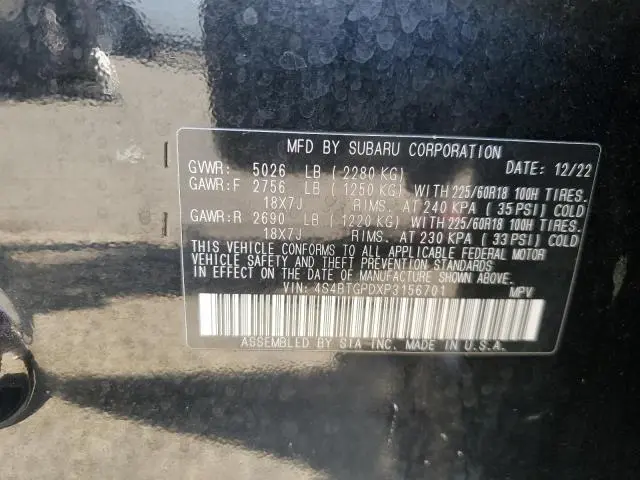 MFD BY SUBARU CORPORATION
GVWR: 5026 LB (2280 KG) DATE: 12/22
GAWR:F 2756 LB (1250 KG) WITH 225/60R18 100H TIRES.
18X7J RIMS. AT 240 KPA (35 PSI) COLD
GAWR:R 2690 LB (1220 KG) WITH 225/60R18 100H TIRES.
18X7J RIMS. AT 230 KPA (33 PSI) COLD
THIS VEHICLE CONFORMS TO ALL APPLICABLE FEDERAL MOTOR
VEHICLE SAFETY AND THEFT PREVENTION STANDARDS
IN EFFECT ON THE DATE OF MANUFACTURE SHOWN ABOVE.
VIN: 4S4BTGPDXP3156701 MPV
ASSEMBLED BY SIA INC. MADE IN U.S.A.